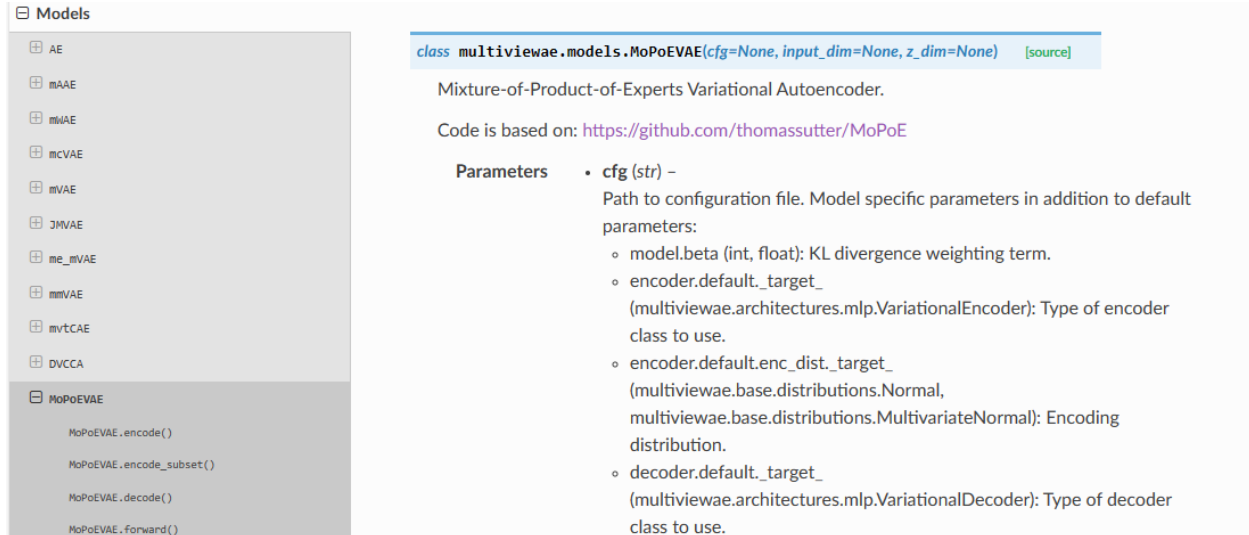 Models
AE
mAAE
mWAE
mcVAE
mVAE
JMVAE
me_mVAE
mmVAE
mvtCAE
DVCCA
MoPoEVAE
MoPoEVAE.encode()
MoPoEVAE.encode_subset()
MoPoEVAE.decode()
MoPoEVAE.forward()
class multiviewae.models.MoPoEVAE(cfg=None, input_dim=None, z_dim=None) [source]
Mixture-of-Product-of-Experts Variational Autoencoder.
Code is based on: https://github.com/thomassutter/MoPoE
Parameters • cfg (str) –
Path to configuration file. Model specific parameters in addition to default
parameters:
◦ model.beta (int, float): KL divergence weighting term.
◦ encoder.default._target_
(multiviewae.architectures.mlp.VariationalEncoder): Type of encoder
class to use.
◦ encoder.default.enc_dist._target_
(multiviewae.base.distributions.Normal,
multiviewae.base.distributions.MultivariateNormal): Encoding
distribution.
◦ decoder.default._target_
(multiviewae.architectures.mlp.VariationalDecoder): Type of decoder
class to use.